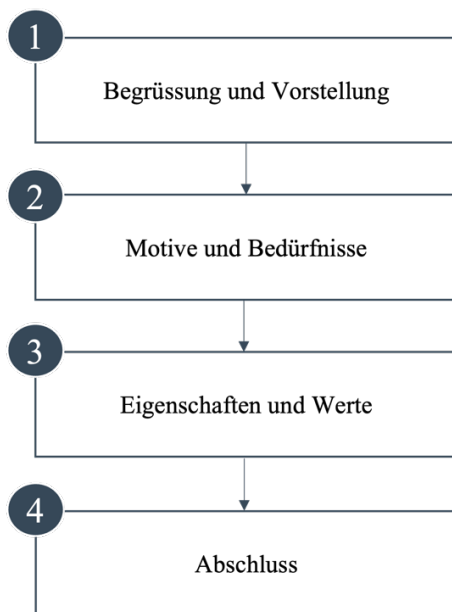 1
Begrüssung und Vorstellung
2
Motive und Bedürfnisse
3
Eigenschaften und Werte
4
Abschluss